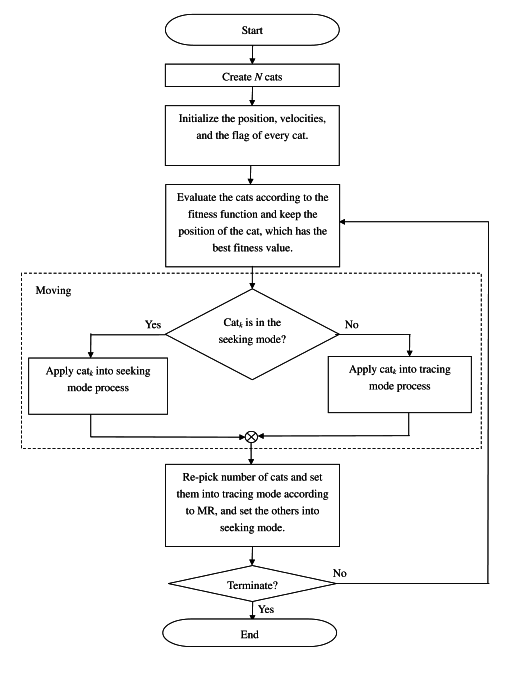 Start
Create N cats
Initialize the position, velocities,
and the flag of every cat.
Evaluate the cats according to the
fitness function and keep the
position of the cat, which has the
best fitness value.
Moving
Yes
Catₖ is in the
seeking mode?
No
Apply catₖ into seeking
mode process
Apply catₖ into tracing
mode process
Re-pick number of cats and set
them into tracing mode according
to MR, and set the others into
seeking mode.
Terminate?
No
Yes
End